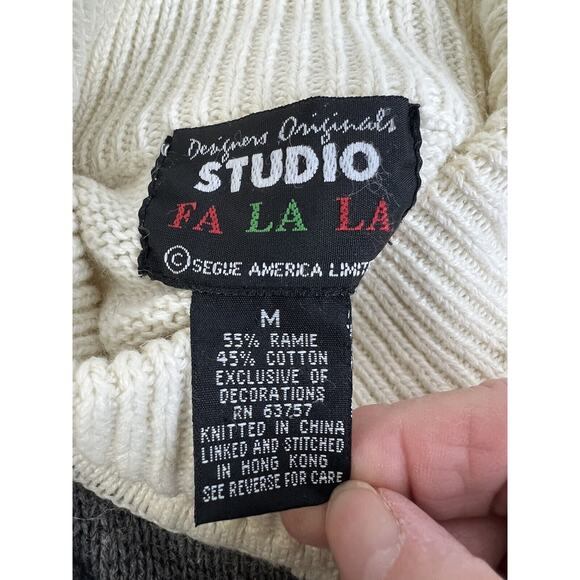 Designers Originals
STUDIO
FA LA LA
© SEGUE AMERICA
M
55% RAMIE
45% COTTON
EXCLUSIVE OF
DECORATIONS
RN 63757
KNITTED IN CHINA
LINKED AND STITCHED
IN HONG KONG
SEE REVERSE FOR CARE